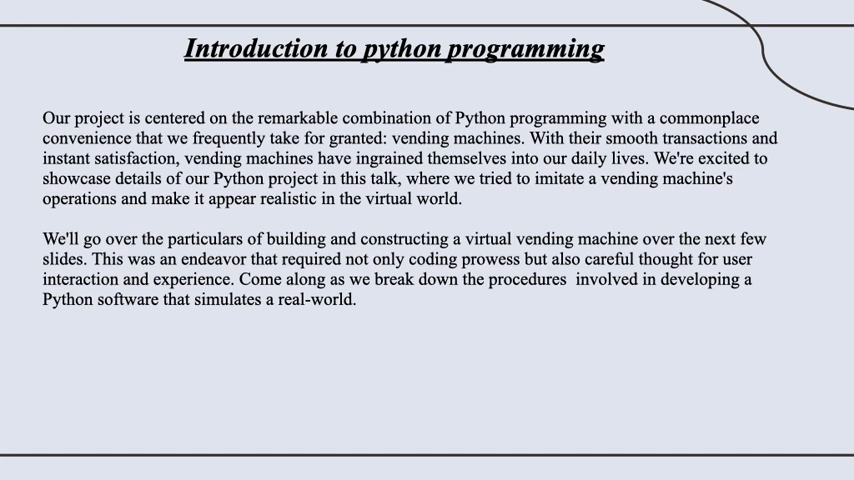 Introduction to python programming
Our project is centered on the remarkable combination of Python programming with a commonplace
convenience that we frequently take for granted: vending machines. With their smooth transactions and
instant satisfaction, vending machines have ingrained themselves into our daily lives. We're excited to
showcase details of our Python project in this talk, where we tried to imitate a vending machine's
operations and make it appear realistic in the virtual world.
We'll go over the particulars of building and constructing a virtual vending machine over the next few
slides. This was an endeavor that required not only coding prowess but also careful thought for user
interaction and experience. Come along as we break down the procedures  involved in developing a
Python software that simulates a real-world.